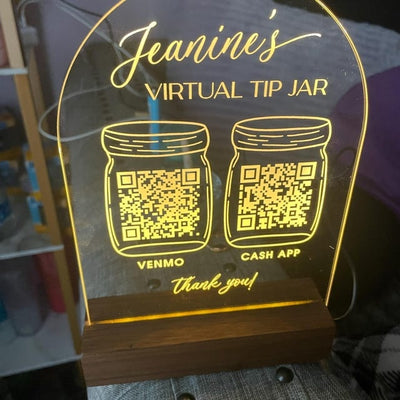 Jeanine's
VIRTUAL TIP JAR
VENMO
CASH APP
thank you!